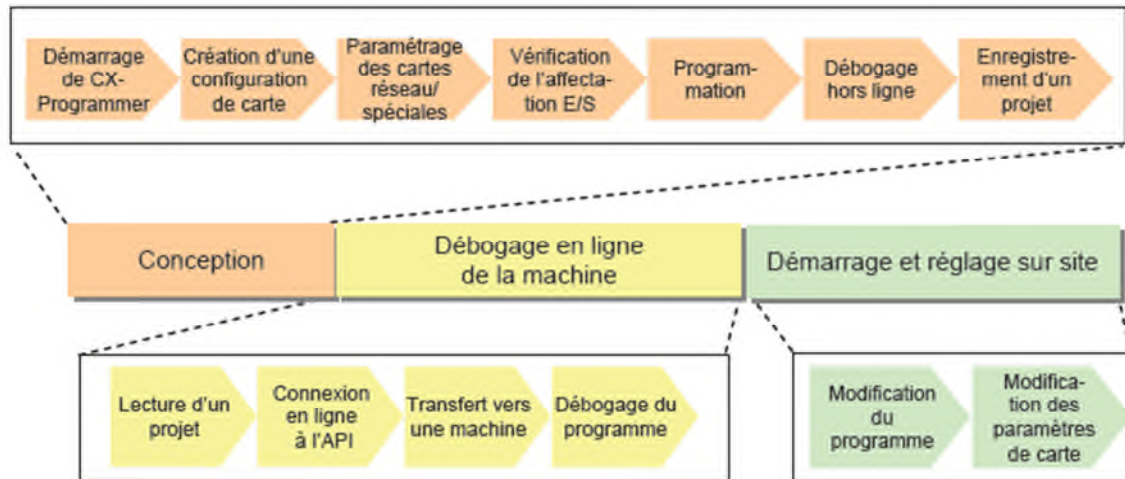 Démarrage
de CX-
Programmer
Création d'une
configuration
de carte
Paramétrage
des cartes
réseau/
spéciales
Vérification
de l'affecta-
tation E/S
Program-
mation
Débogage
hors ligne
Enregistre-
ment d'un
projet
Conception
Débogage en ligne
de la machine
Démarrage et réglage sur site
Lecture d'un
projet
Connexion
en ligne
à l'API
Transfert vers
une machine
Débogage du
programme
Modification
du
programme
Modifica-
tion des
paramètres
de carte